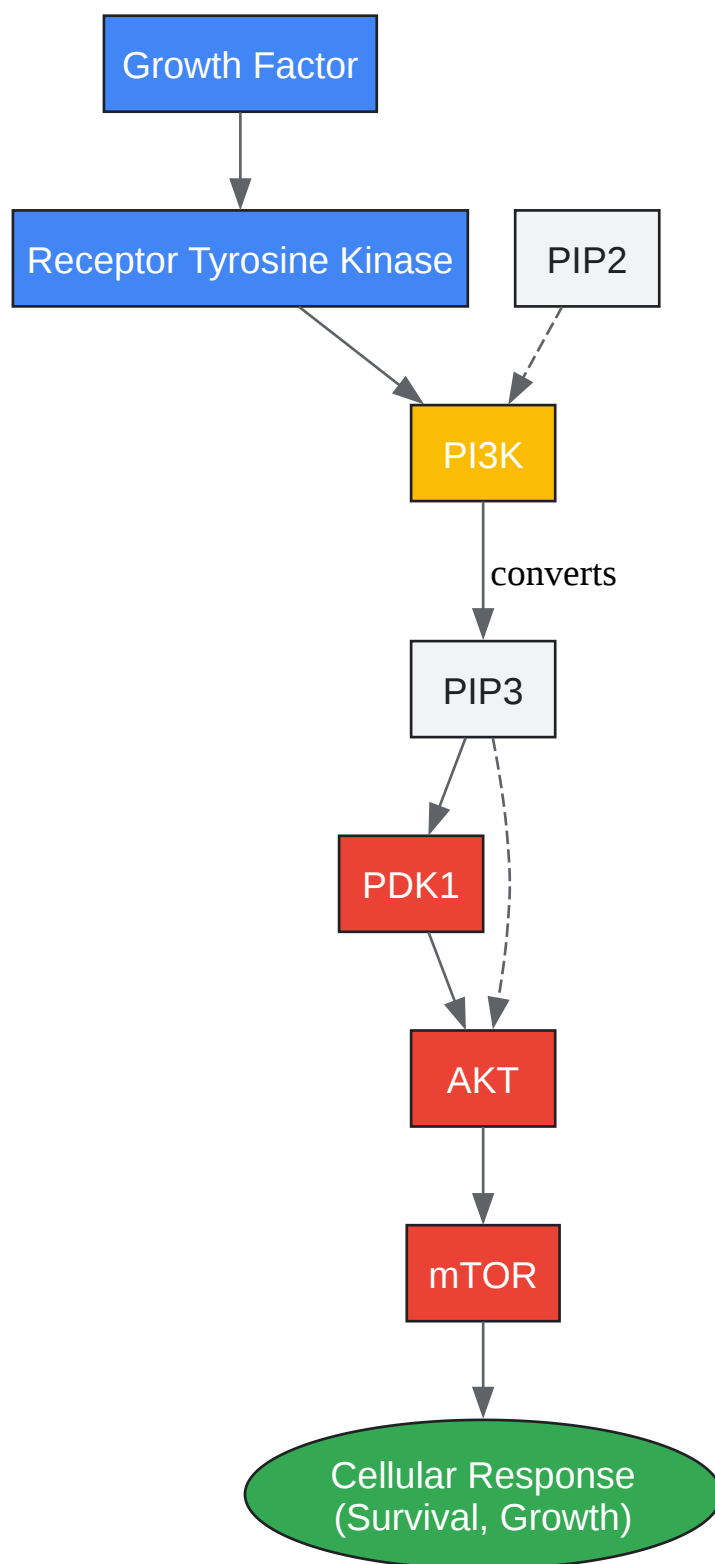 Growth Factor
Receptor Tyrosine Kinase
PIP2
PI3K
converts
PIP3
PDK1
AKT
mTOR
Cellular Response
(Survival, Growth)